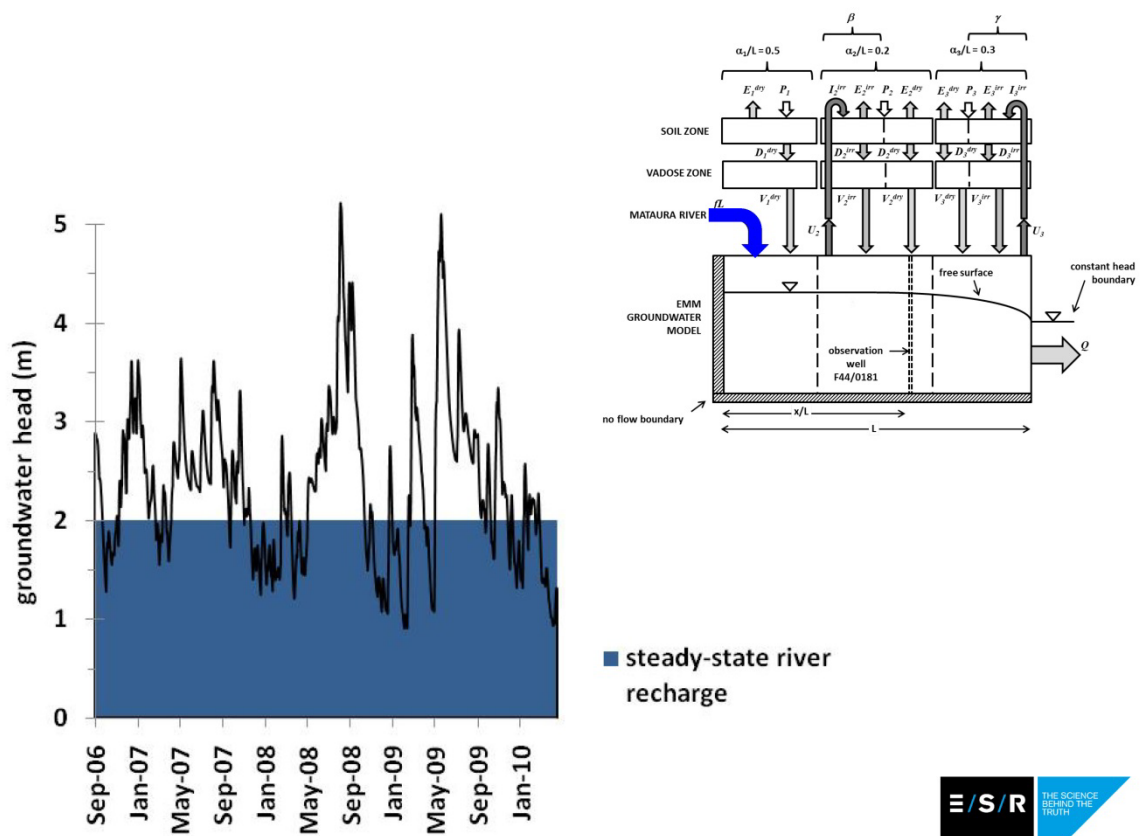 groundwater head (m)
5
4
3
2
1
0
Sep-06
Jan-07
May-07
Sep-07
Jan-08
May-08
Sep-08
Jan-09
May-09
Sep-09
Jan-10
steady-state river
recharge
β
γ
α₁/L = 0.5
α₂/L = 0.2
α₃/L = 0.3
E₁ᵈʳʸ P₁ I₂ⁱʳʳ E₂ⁱʳʳ P₂ E₂ᵈʳʸ E₃ᵈʳʸ P₃ E₃ⁱʳʳ I₃ⁱʳʳ
SOIL ZONE
D₁ᵈʳʸ D₂ⁱʳʳ D₂ᵈʳʸ D₃ᵈʳʸ D₃ⁱʳʳ
VADOSE ZONE
V₁ᵈʳʸ V₂ⁱʳʳ V₂ᵈʳʸ V₃ᵈʳʸ V₃ⁱʳʳ
fL
MATAURA RIVER
U₂
U₃
free surface
constant head
boundary
EMM
GROUNDWATER
MODEL
Q
observation
well
F44/0181
no flow boundary
x/L
L
E/S/R
THE SCIENCE
BEHIND THE
TRUTH